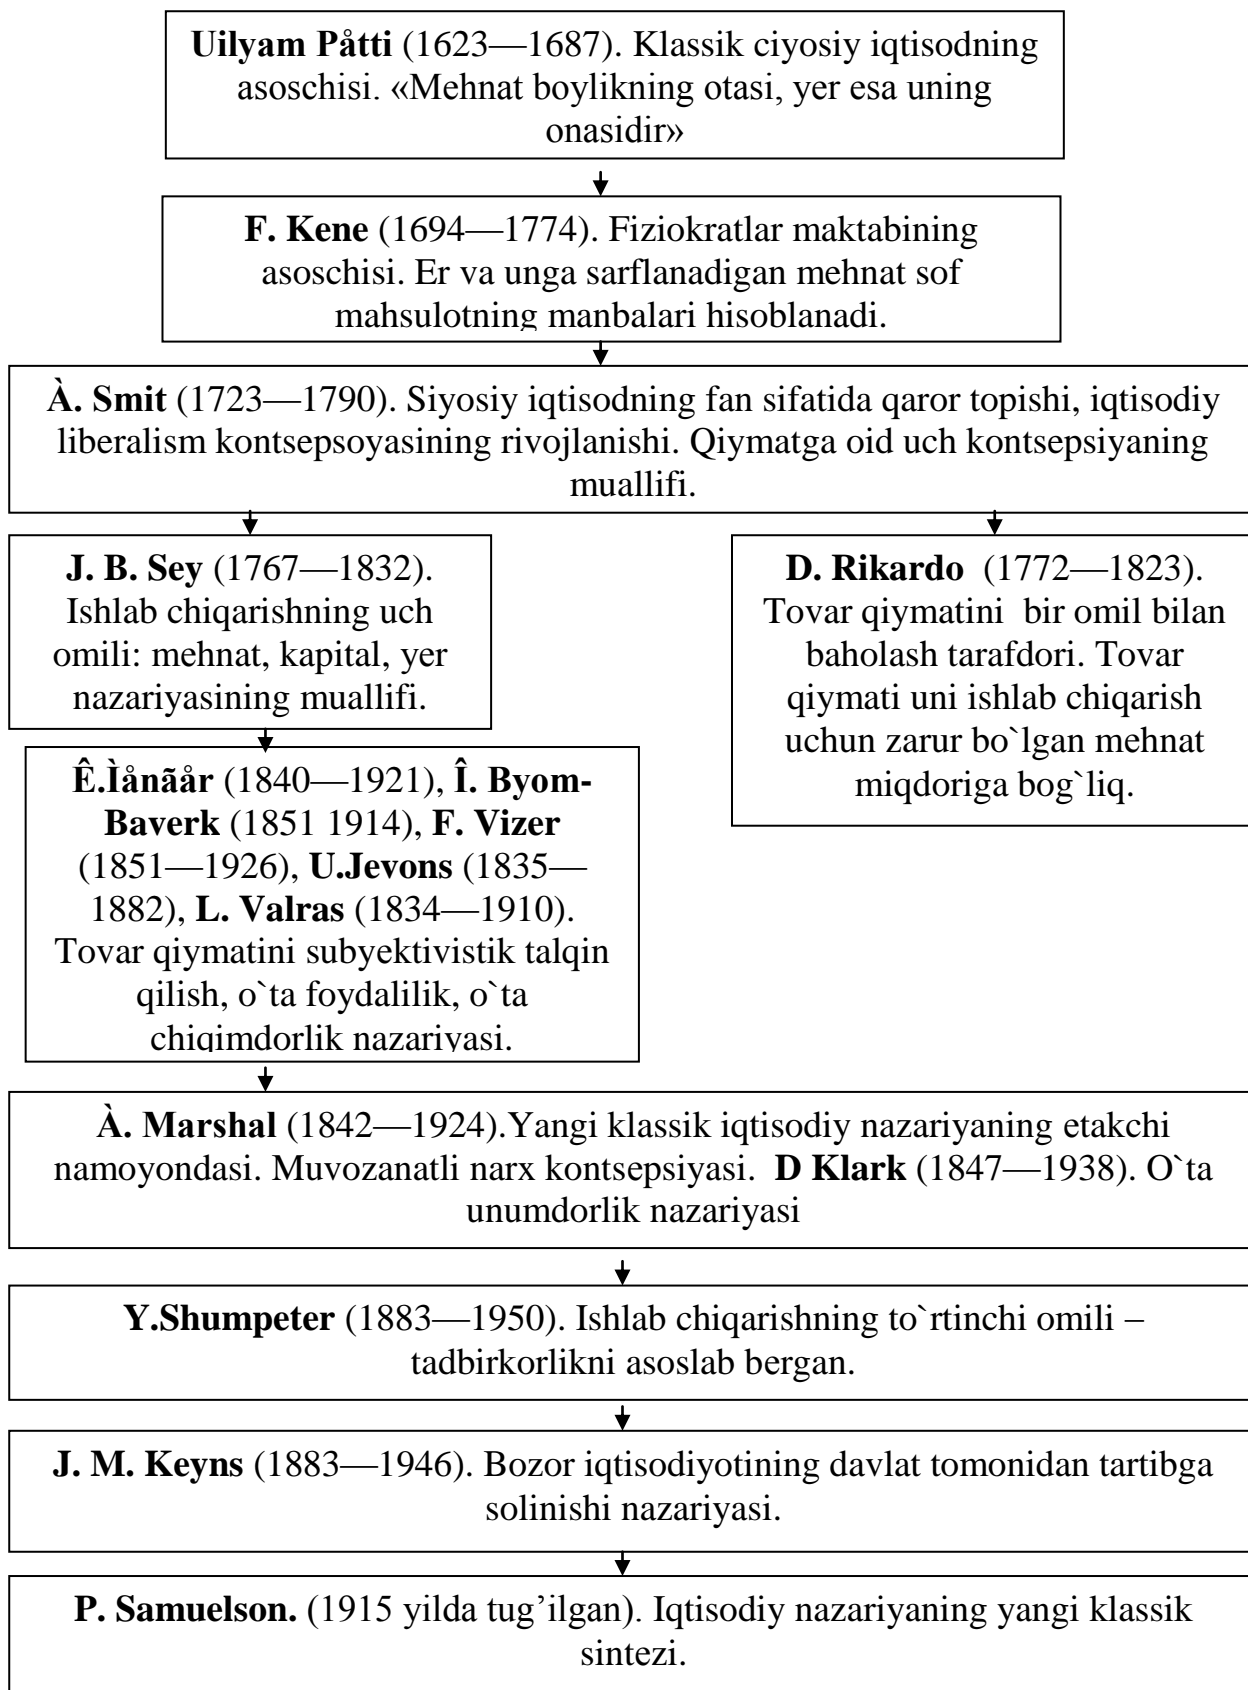 Uilyam Påtti (1623—1687). Klassik ciyosiy iqtisodning
asoschisi. «Mehnat boylikning otasi, yer esa uning
onasidir»
F. Kene (1694—1774). Fiziokratlar maktabining
asoschisi. Er va unga sarflanadigan mehnat sof
mahsulotning manbalari hisoblanadi.
À. Smit (1723—1790). Siyosiy iqtisodning fan sifatida qaror topishi, iqtisodiy
liberalism kontsepsoyasining rivojlanishi. Qiymatga oid uch kontsepsiyaning
muallifi.
J. B. Sey (1767—1832).
Ishlab chiqarishning uch
omili: mehnat, kapital, yer
nazariyasining muallifi.
D. Rikardo (1772—1823).
Tovar qiymatini bir omil bilan
baholash tarafdori. Tovar
qiymati uni ishlab chiqarish
uchun zarur bo`lgan mehnat
miqdoriga bog`liq.
Ê.Ìånãår (1840—1921), Î. Byom-
Baverk (1851 1914), F. Vizer
(1851—1926), U.Jevons (1835—
1882), L. Valras (1834—1910).
Tovar qiymatini subyektivistik talqin
qilish, o`ta foydalilik, o`ta
chiqimdorlik nazariyasi.
À. Marshal (1842—1924).Yangi klassik iqtisodiy nazariyaning etakchi
namoyondasi. Muvozanatli narx kontsepsiyasi. D Klark (1847—1938). O`ta
unumdorlik nazariyasi
Y.Shumpeter (1883—1950). Ishlab chiqarishning to`rtinchi omili –
tadbirkorlikni asoslab bergan.
J. M. Keyns (1883—1946). Bozor iqtisodiyotining davlat tomonidan tartibga
solinishi nazariyasi.
P. Samuelson. (1915 yilda tug’ilgan). Iqtisodiy nazariyaning yangi klassik
sintezi.